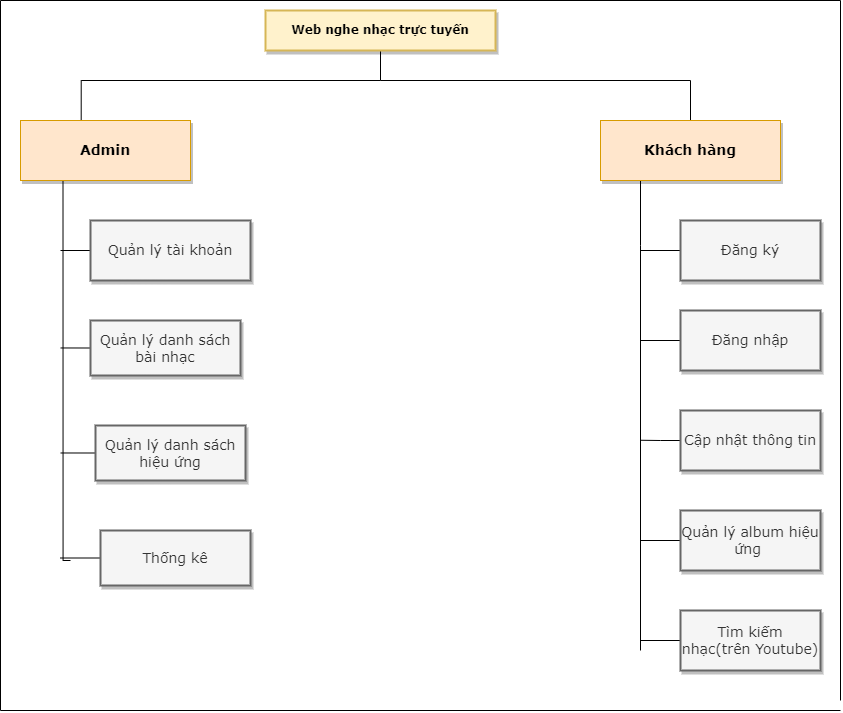 Web nghe nhạc trực tuyến
Admin
Khách hàng
Quản lý tài khoản
Quản lý danh sách
bài nhạc
Quản lý danh sách
hiệu ứng
Thống kê
Đăng ký
Đăng nhập
Cập nhật thông tin
Quản lý album hiệu
ứng
Tìm kiếm
nhạc(trên Youtube)